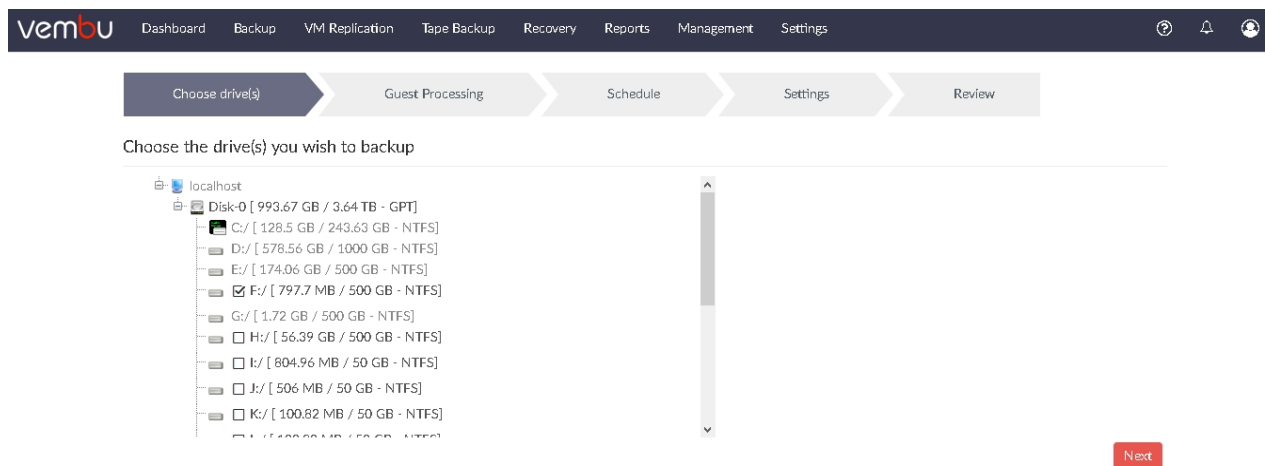 vembu Dashboard Backup VM Replication Tape Backup Recovery Reports Management Settings
Choose drive(s) Guest Processing Schedule Settings Review
Choose the drive(s) you wish to backup
localhost
Disk-0 [ 993.67 GB / 3.64 TB - GPT]
C:/ [ 128.5 GB / 243.63 GB - NTFS]
D:/ [ 578.56 GB / 1000 GB - NTFS]
E:/ [ 174.06 GB / 500 GB - NTFS]
F:/ [ 797.7 MB / 500 GB - NTFS]
G:/ [ 1.72 GB / 500 GB - NTFS]
H:/ [ 56.39 GB / 500 GB - NTFS]
I:/ [ 804.96 MB / 50 GB - NTFS]
J:/ [ 506 MB / 50 GB - NTFS]
K:/ [ 100.82 MB / 50 GB - NTFS]
Next